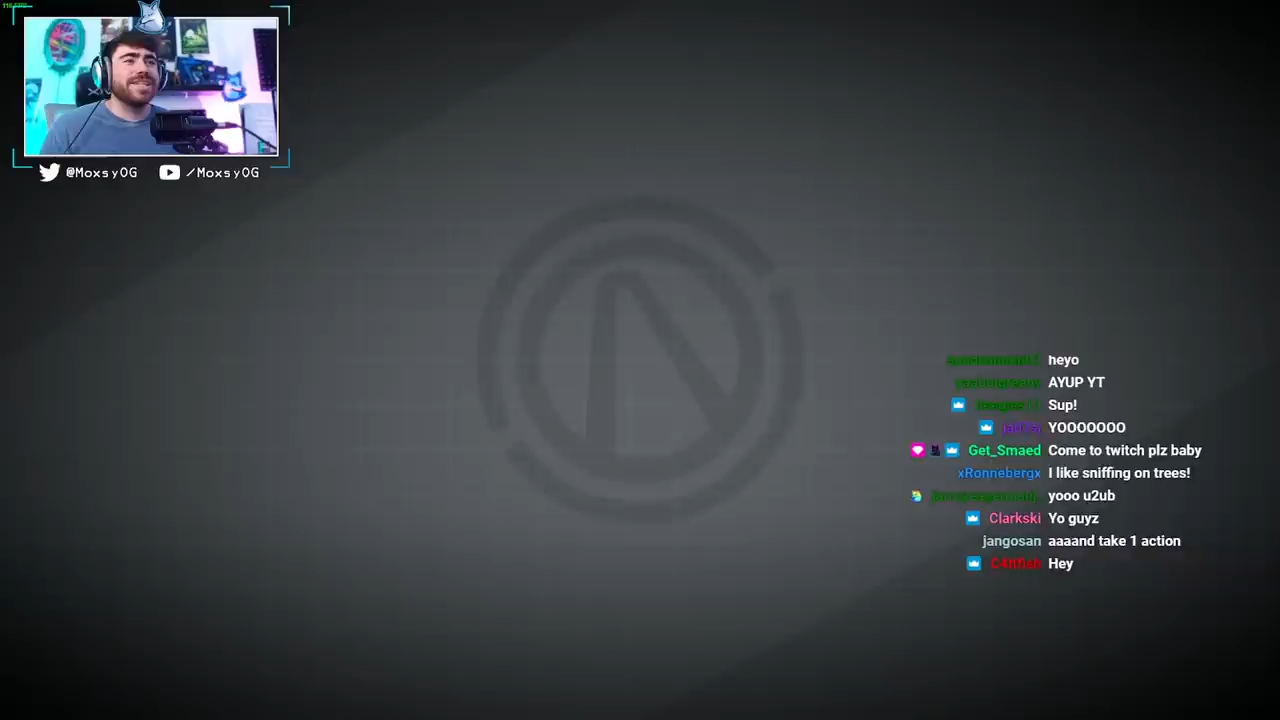 @MoxsyOG /MoxsyOG
heyo
AYUP YT
Sup!
YOOOOOOO
Get_Smaed Come to twitch plz baby
xRonnebergx I like sniffing on trees!
yooo u2ub
Clarkski Yo guyz
jangosan aaaand take 1 action
Hey